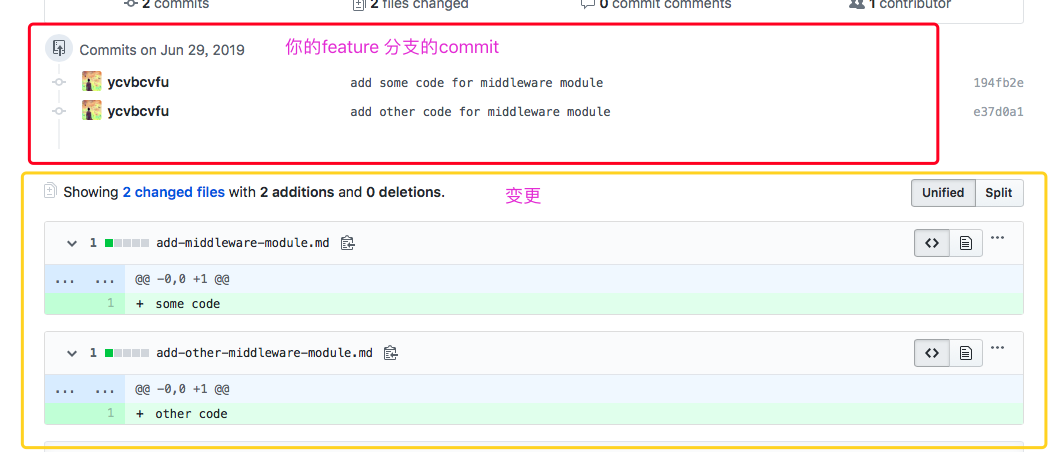 2 commits 2 files changed 0 commit comments 1 contributor
Commits on Jun 29, 2019 你的feature 分支的commit
ycvbcvfu add some code for middleware module 194fb2e
ycvbcvfu add other code for middleware module e37d0a1
Showing 2 changed files with 2 additions and 0 deletions. 变更 Unified Split
1 add-middleware-module.md <> ...
... ... @@ -0,0 +1 @@
1 + some code
1 add-other-middleware-module.md <> ...
... ... @@ -0,0 +1 @@
1 + other code